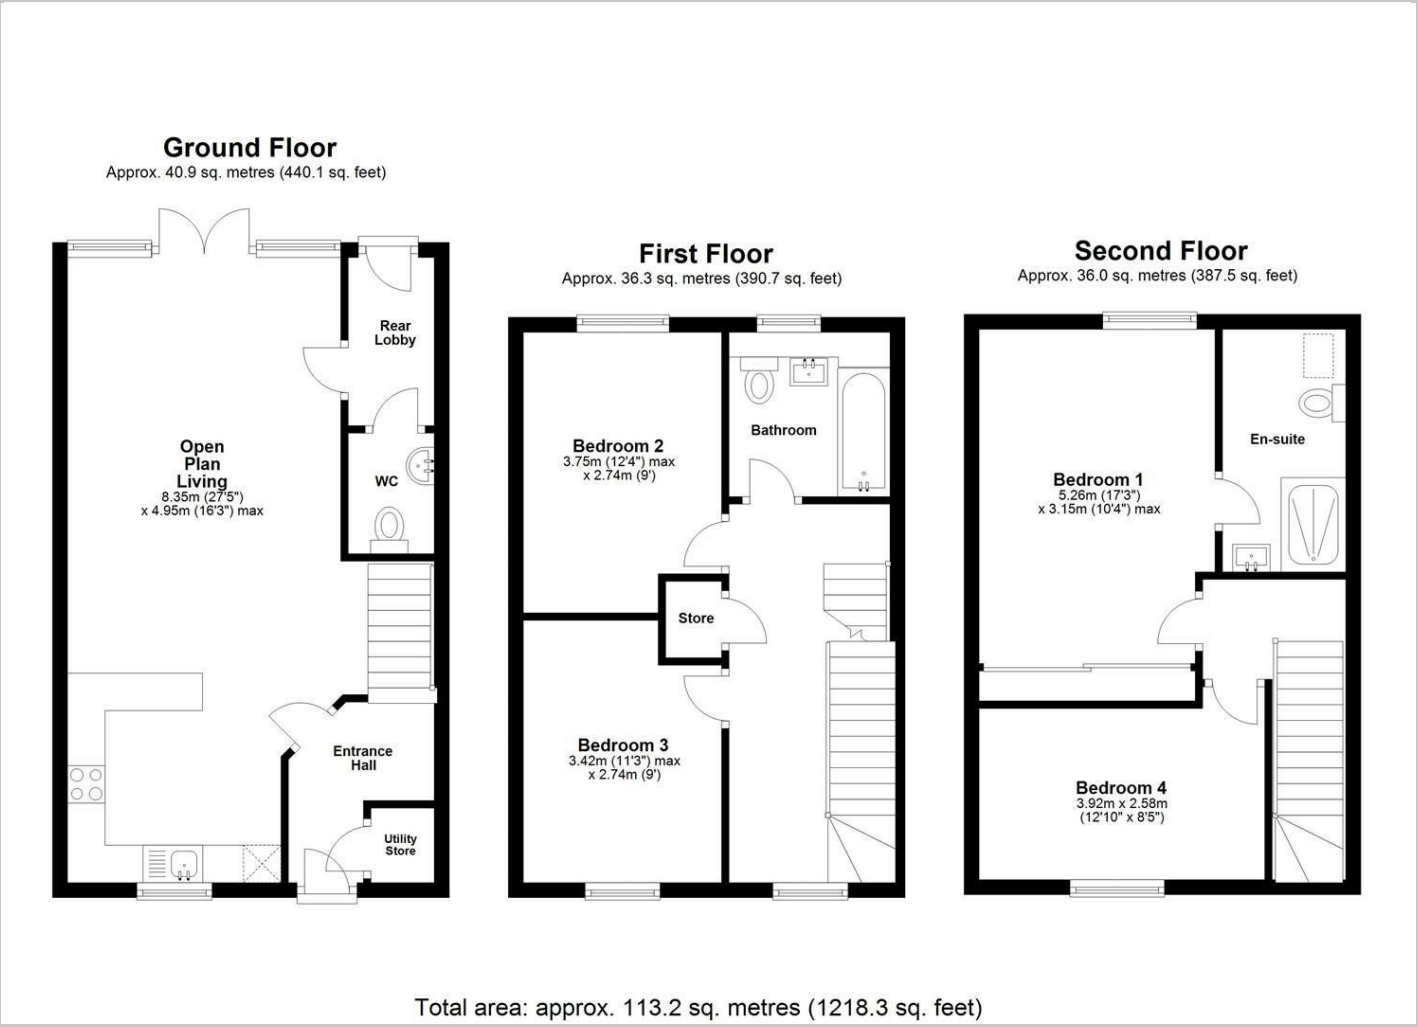 Ground Floor
Approx. 40.9 sq. metres (440.1 sq. feet)
Rear
Lobby
Open
Plan
Living
8.35m (27'5")
x 4.95m (16'3") max
WC
Entrance
Hall
Utility
Store
First Floor
Approx. 36.3 sq. metres (390.7 sq. feet)
Bathroom
Bedroom 2
3.75m (12'4") max
x 2.74m (9')
Store
Bedroom 3
3.42m (11'3") max
x 2.74m (9')
Second Floor
Approx. 36.0 sq. metres (387.5 sq. feet)
En-suite
Bedroom 1
5.26m (17'3")
x 3.15m (10'4") max
Bedroom 4
3.92m x 2.58m
(12'10" x 8'5")
Total area: approx. 113.2 sq. metres (1218.3 sq. feet)